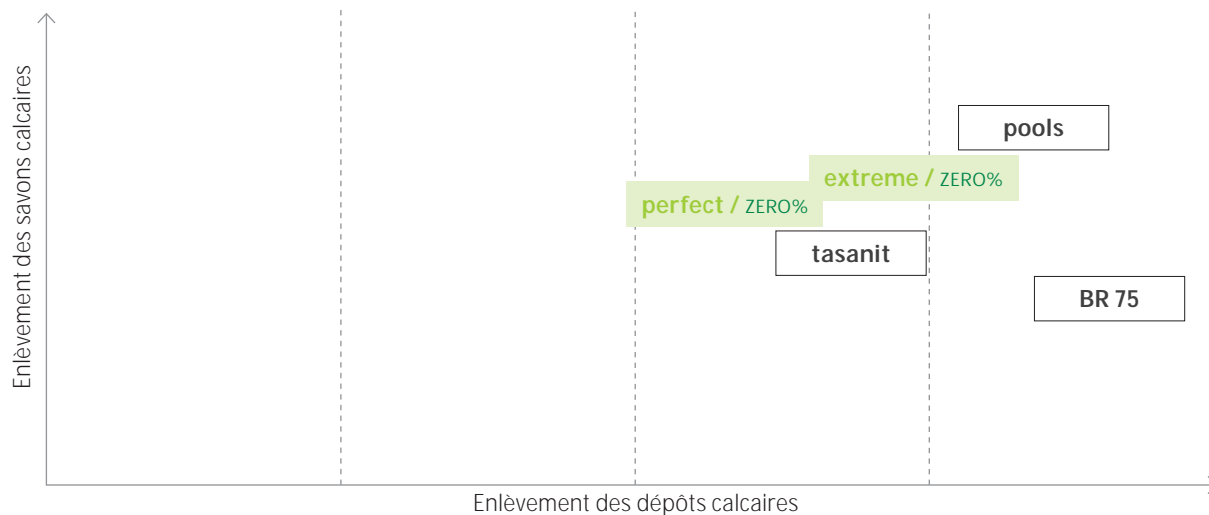 Enlèvement des savons calcaires
pools
extreme / ZERO%
perfect / ZERO%
tasanit
BR 75
Enlèvement des dépôts calcaires